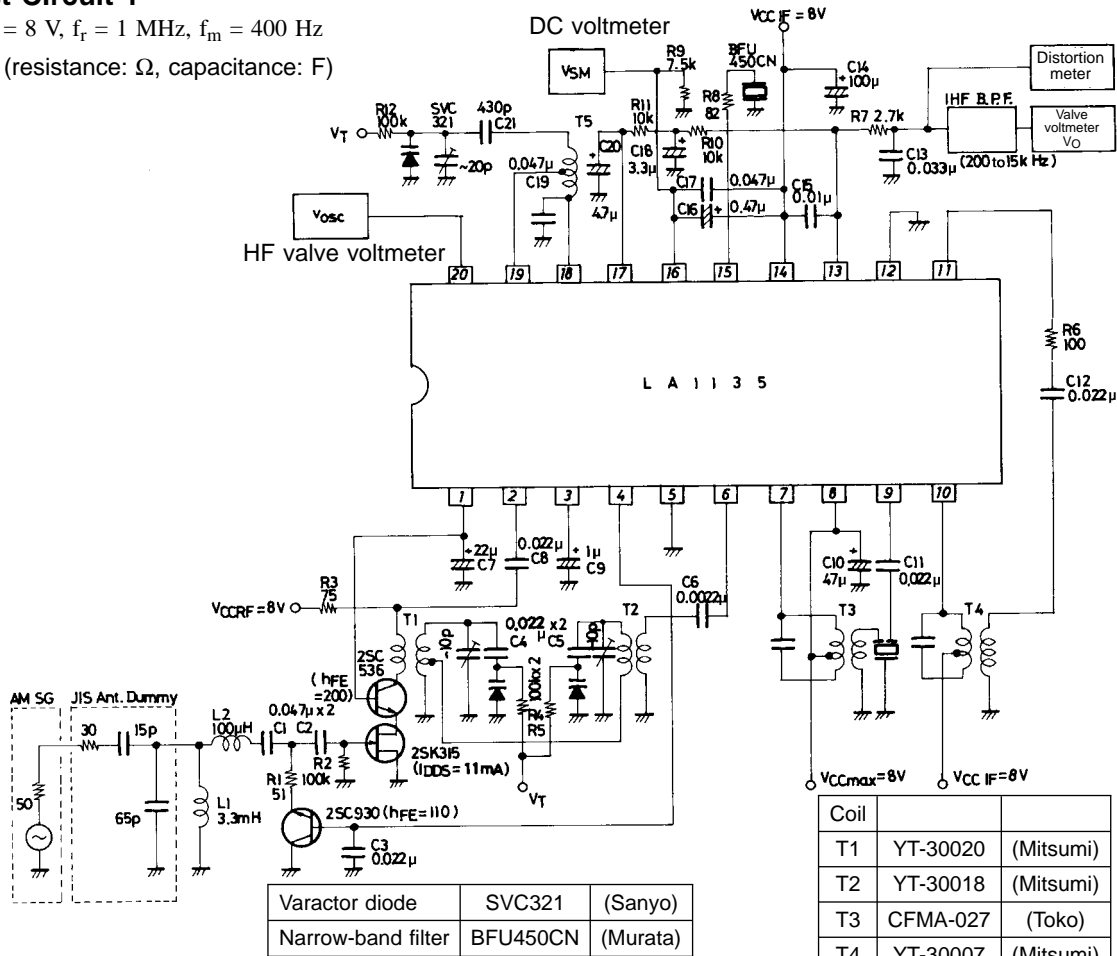 = 8 V, fr = 1 MHz, fm = 400 Hz
(resistance: Ω, capacitance: F)
DC voltmeter
VCC IF = 8V
VSM
R9
7.5k
BFU
450CN
C14
100μ
Distortion
meter
R12
100k
SVC
321
430p
C21
T5
R11
10k
R8
82
R7 2.7k
IHF B.P.F.
Valve
voltmeter
VO
VT
~20p
0.047μ
C19
C20
47μ
C18
3.3μ
R10
10k
C17
0.047μ
C16
0.47μ
C15
0.01μ
C13
0.033μ
(200 to 15k Hz)
VOSC
HF valve voltmeter
20 19 18 17 16 15 14 13 12 11
LA1135
R6
100
C12
0.022μ
1 2 3 4 5 6 7 8 9 10
22μ
C7
0.022μ
C8
1μ
C9
C6
0.0022μ
C10
47μ
C11
0.022μ
R3
75
VCCRF = 8V
T1
~10p
0.022 x 2
μ
C4 C5
~10p
T2
T3
T4
2SC
536
(hFE
=200)
100k x 2
R4
R5
AM SG
JIS Ant. Dummy
30
15p
L2
100μH
0.047μ x 2
C1 C2
R2
100k
2SK315
(IDDS = 11mA)
VT
VCCmax = 8V
VCC IF = 8V
50
65p
L1
3.3mH
R1
51
2SC930 (hFE = 110)
C3
0.022μ
Varactor diode SVC321 (Sanyo)
Narrow-band filter BFU450CN (Murata)
Coil
T1 YT-30020 (Mitsumi)
T2 YT-30018 (Mitsumi)
T3 CFMA-027 (Toko)
T4 YT-30007 (Mitsumi)